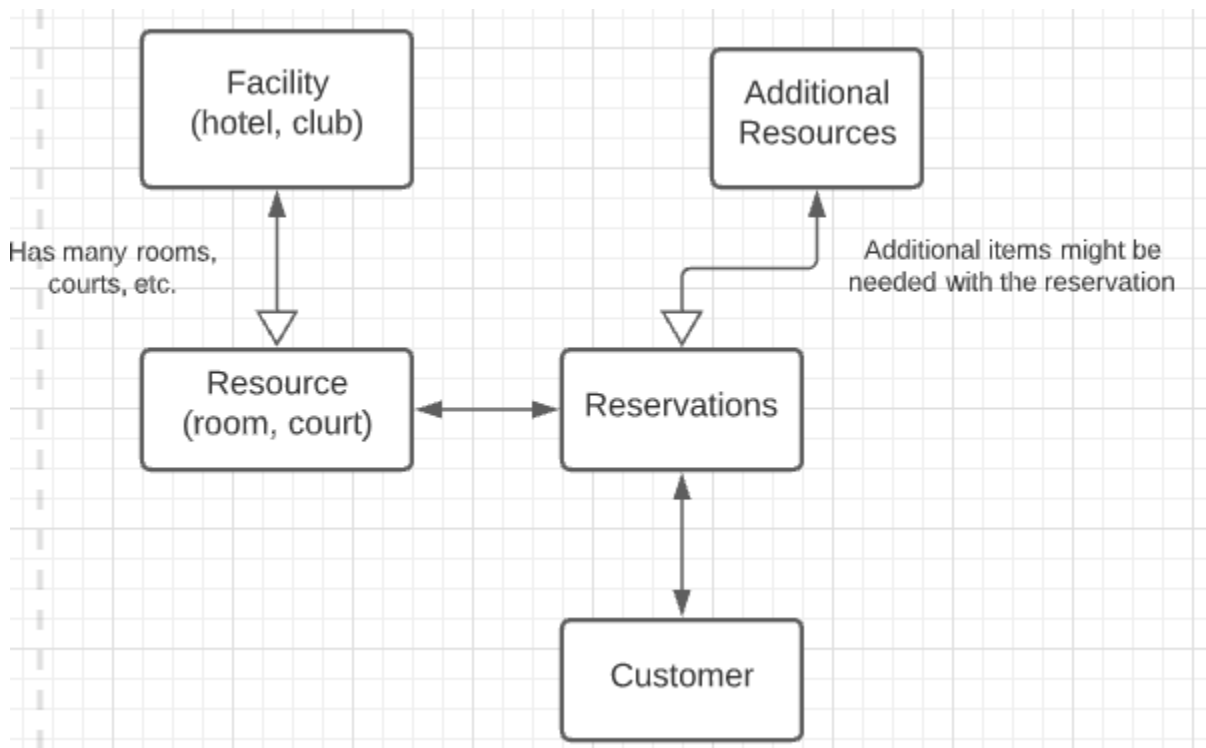 Facility
(hotel, club)
Additional
Resources
Has many rooms,
courts, etc.
Additional items might be
needed with the reservation
Resource
(room, court)
Reservations
Customer